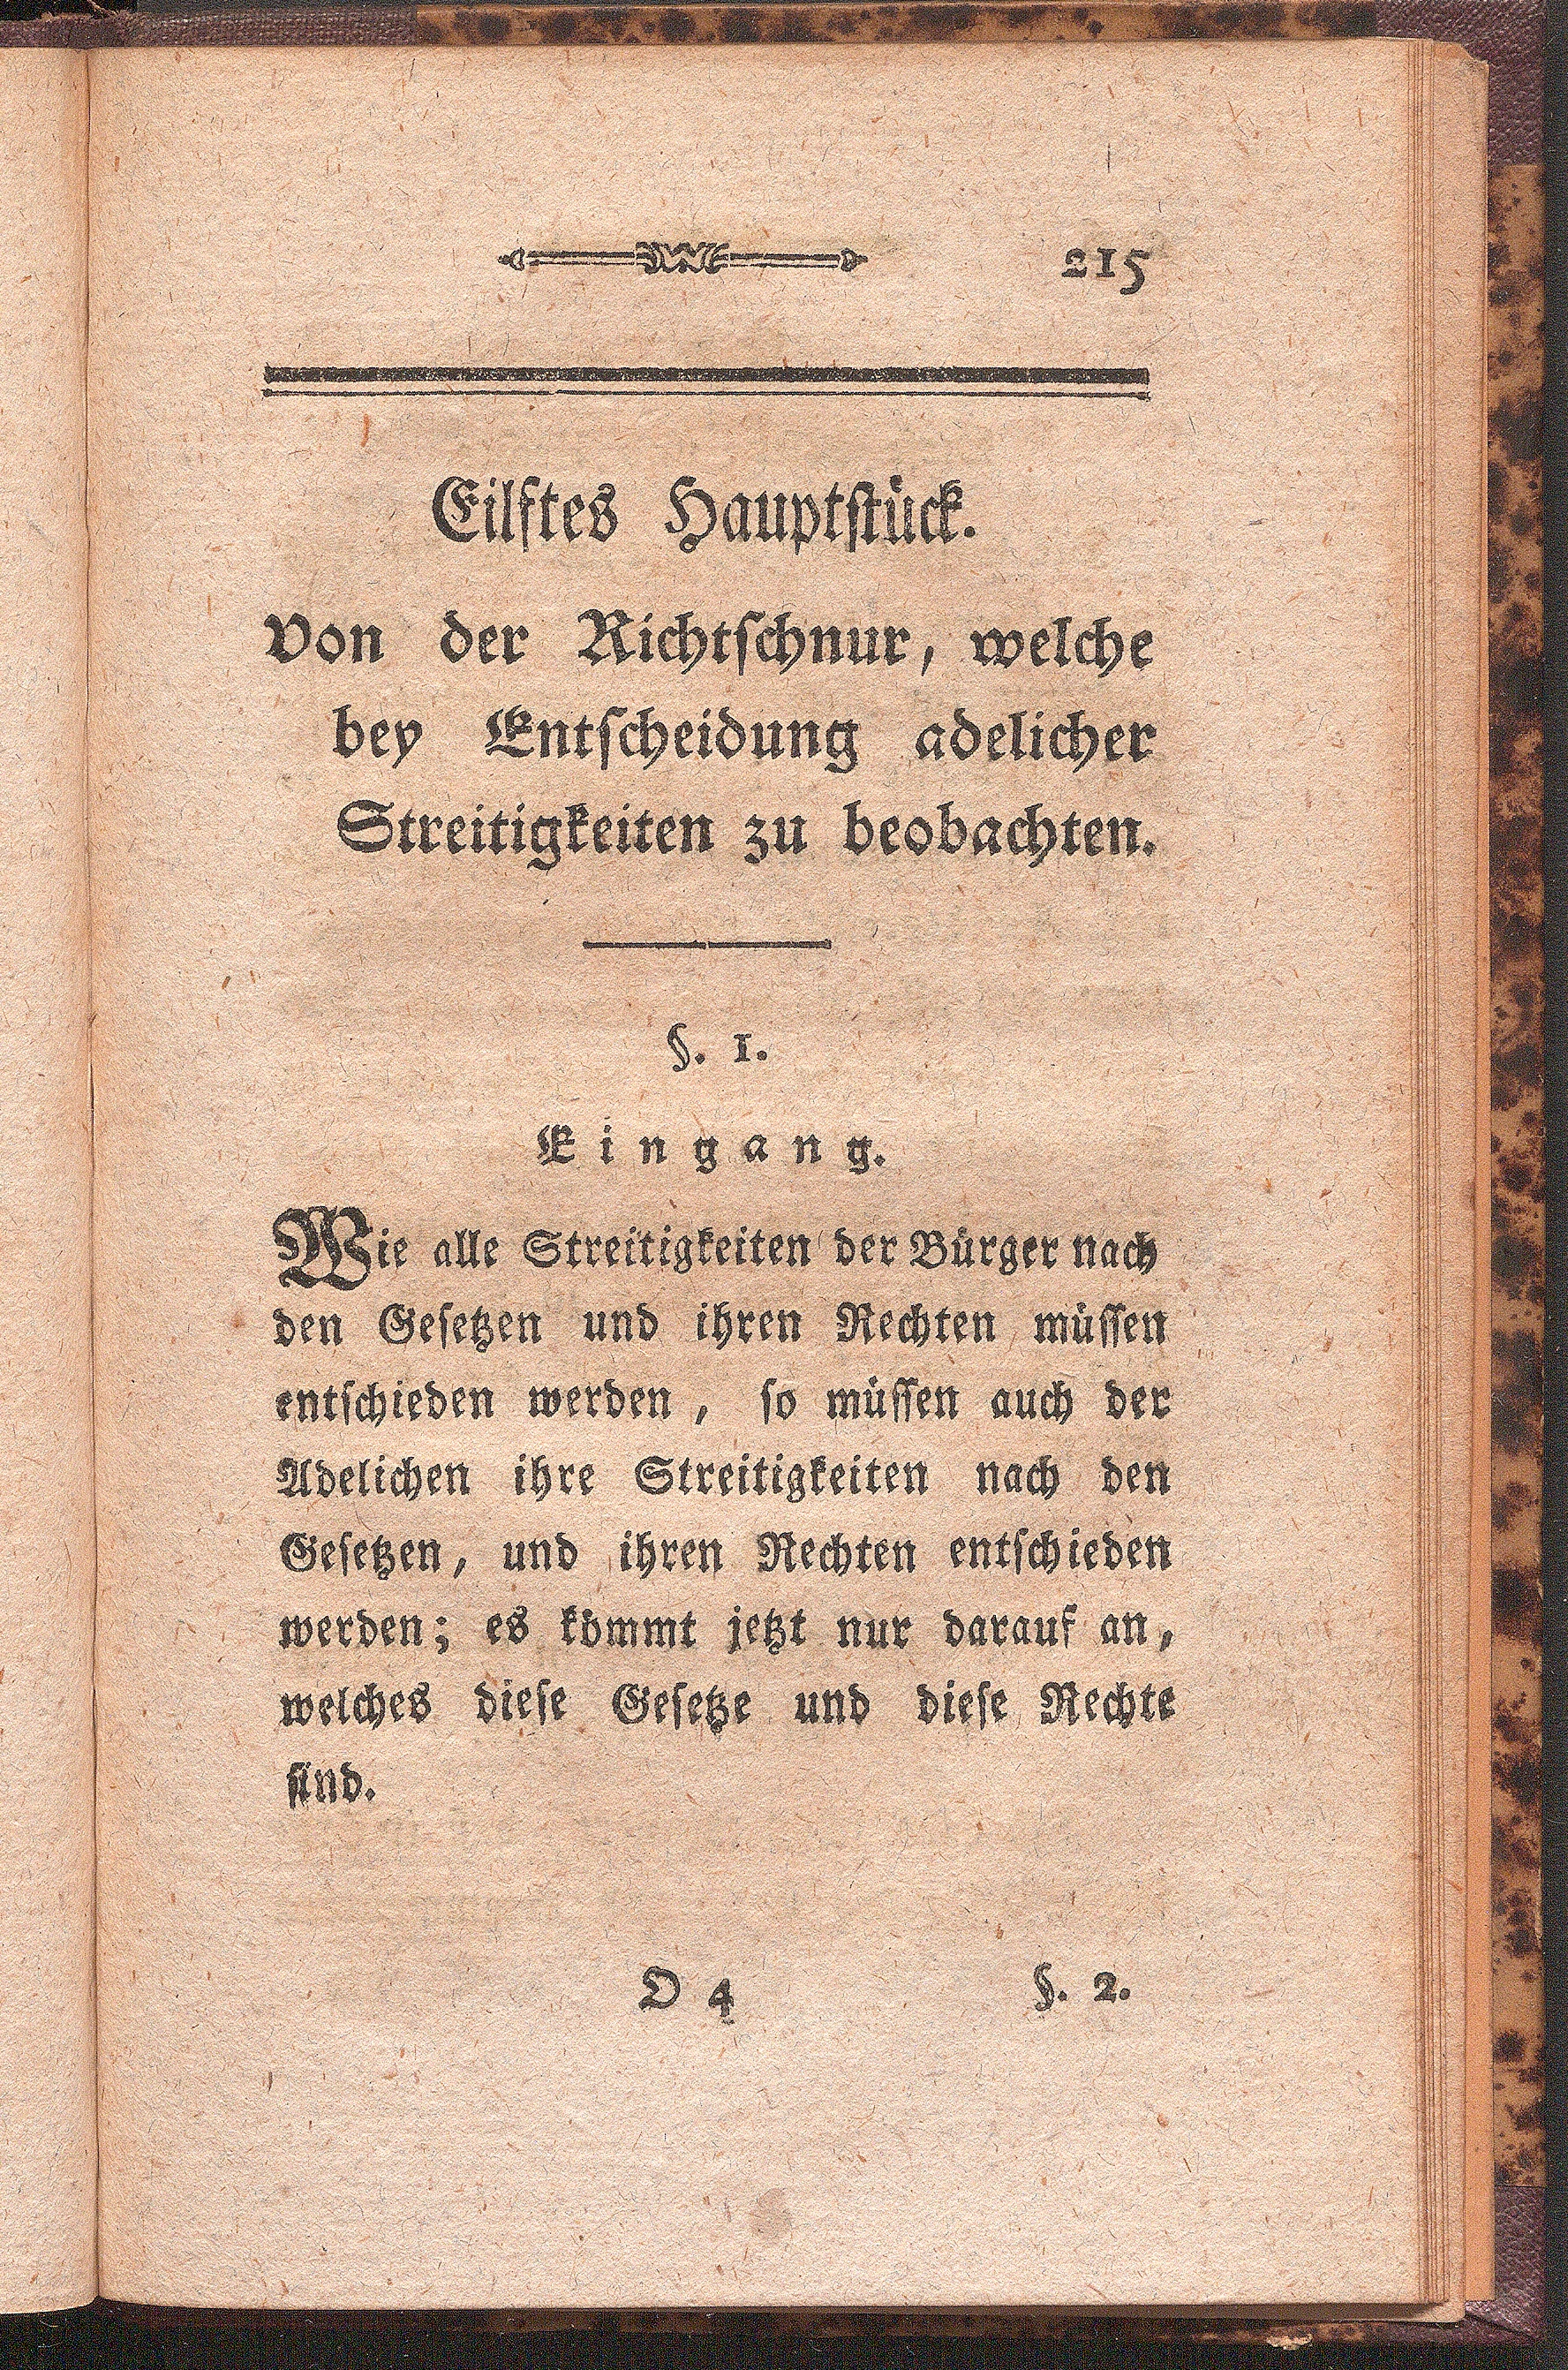 215
Eilftes Hauptstück.
Von der Richtschnur, welche
bey Entscheidung adelicher
Streitigkeiten zu beobachten.
§. 1.
Eingang.
Wie alle Streitigkeiten der Bürger nach
den Gesetzen und ihren Rechten müssen
entschieden werden, so müssen auch der
Adelichen ihre Streitigkeiten nach den
Gesetzen, und ihren Rechten entschieden
werden; es kömmt jetzt nur darauf an,
welches diese Gesetze und diese Rechte
sind.
O 4 §. 2.